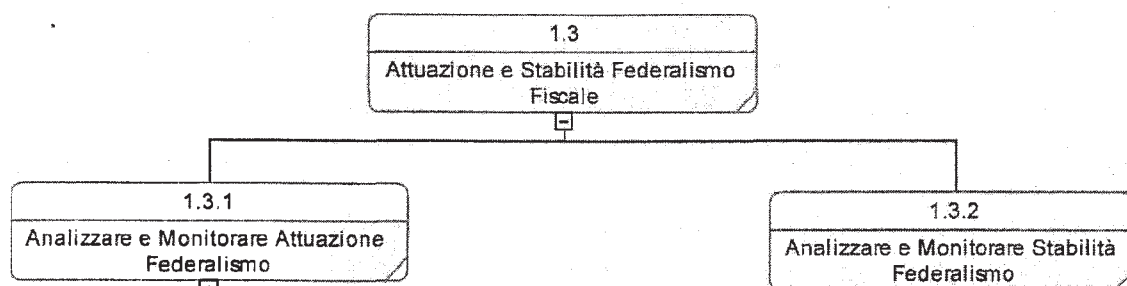 1.3
Attuazione e Stabilità Federalismo
Fiscale
1.3.1
Analizzare e Monitorare Attuazione
Federalismo
1.3.2
Analizzare e Monitorare Stabilità
Federalismo